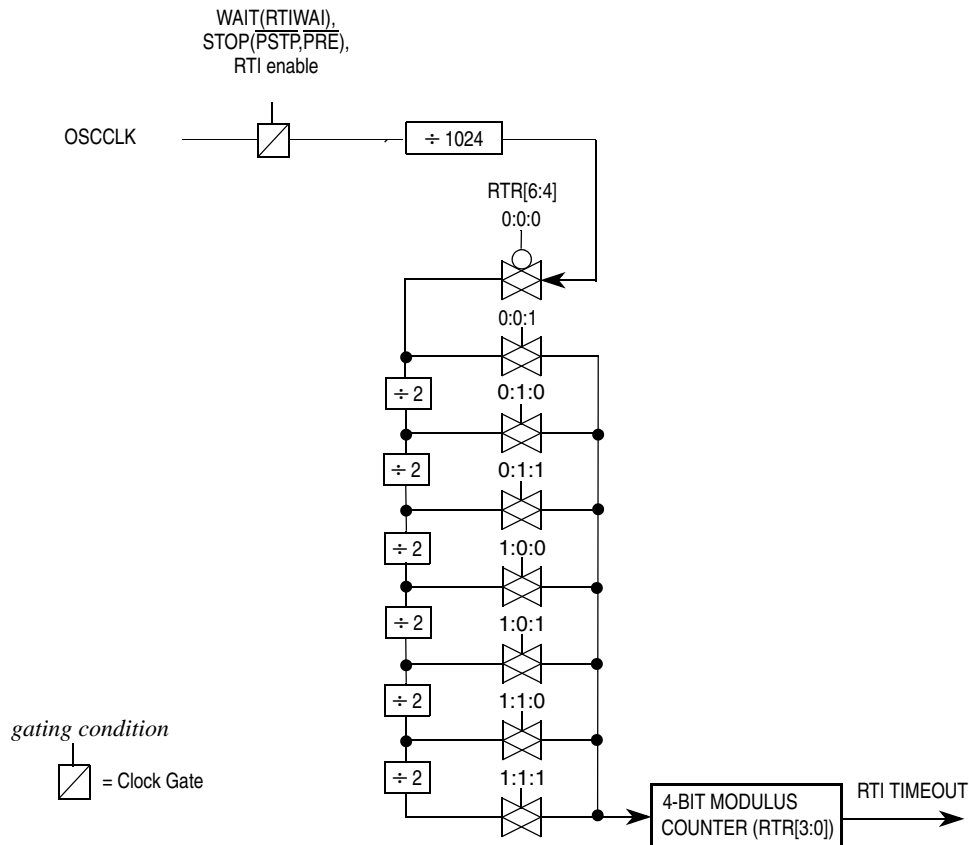 WAIT(RTIWAI),
STOP(PSTP,PRE),
RTI enable
OSCCLK
÷ 1024
RTR[6:4]
0:0:0
0:0:1
÷ 2
0:1:0
÷ 2
0:1:1
÷ 2
1:0:0
÷ 2
1:0:1
÷ 2
1:1:0
÷ 2
1:1:1
gating condition
= Clock Gate
4-BIT MODULUS
COUNTER (RTR[3:0])
RTI TIMEOUT